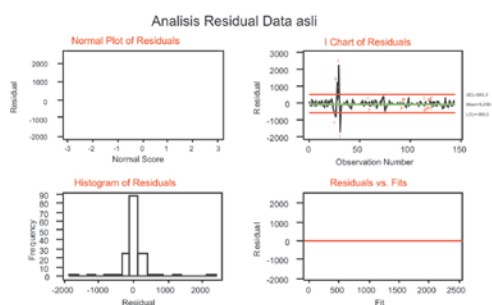 Analisis Residual Data asli
Normal Plot of Residuals
Residual
2000
1000
0
-1000
-2000
-3 -2 -1 0 1 2 3
Normal Score
I Chart of Residuals
Residual
3000
2000
1000
0
-1000
-2000
0 50 100 150
Observation Number
Histogram of Residuals
Frequency
90
80
70
60
50
40
30
20
10
0
-2000 -1000 0 1000 2000
Residual
Residuals vs. Fits
Residual
2000
1000
0
-1000
-2000
0 500 1000 1500 2000 2500
Fit